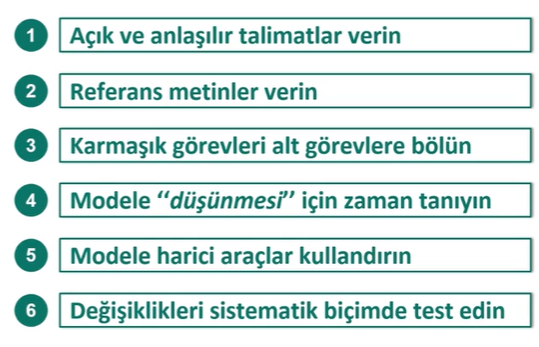 1 Açık ve anlaşılır talimatlar verin
2 Referans metinler verin
3 Karmaşık görevleri alt görevlere bölün
4 Modele ‘‘düşünmesi’’ için zaman tanıyın
5 Modele harici araçlar kullandırın
6 Değişiklikleri sistematik biçimde test edin